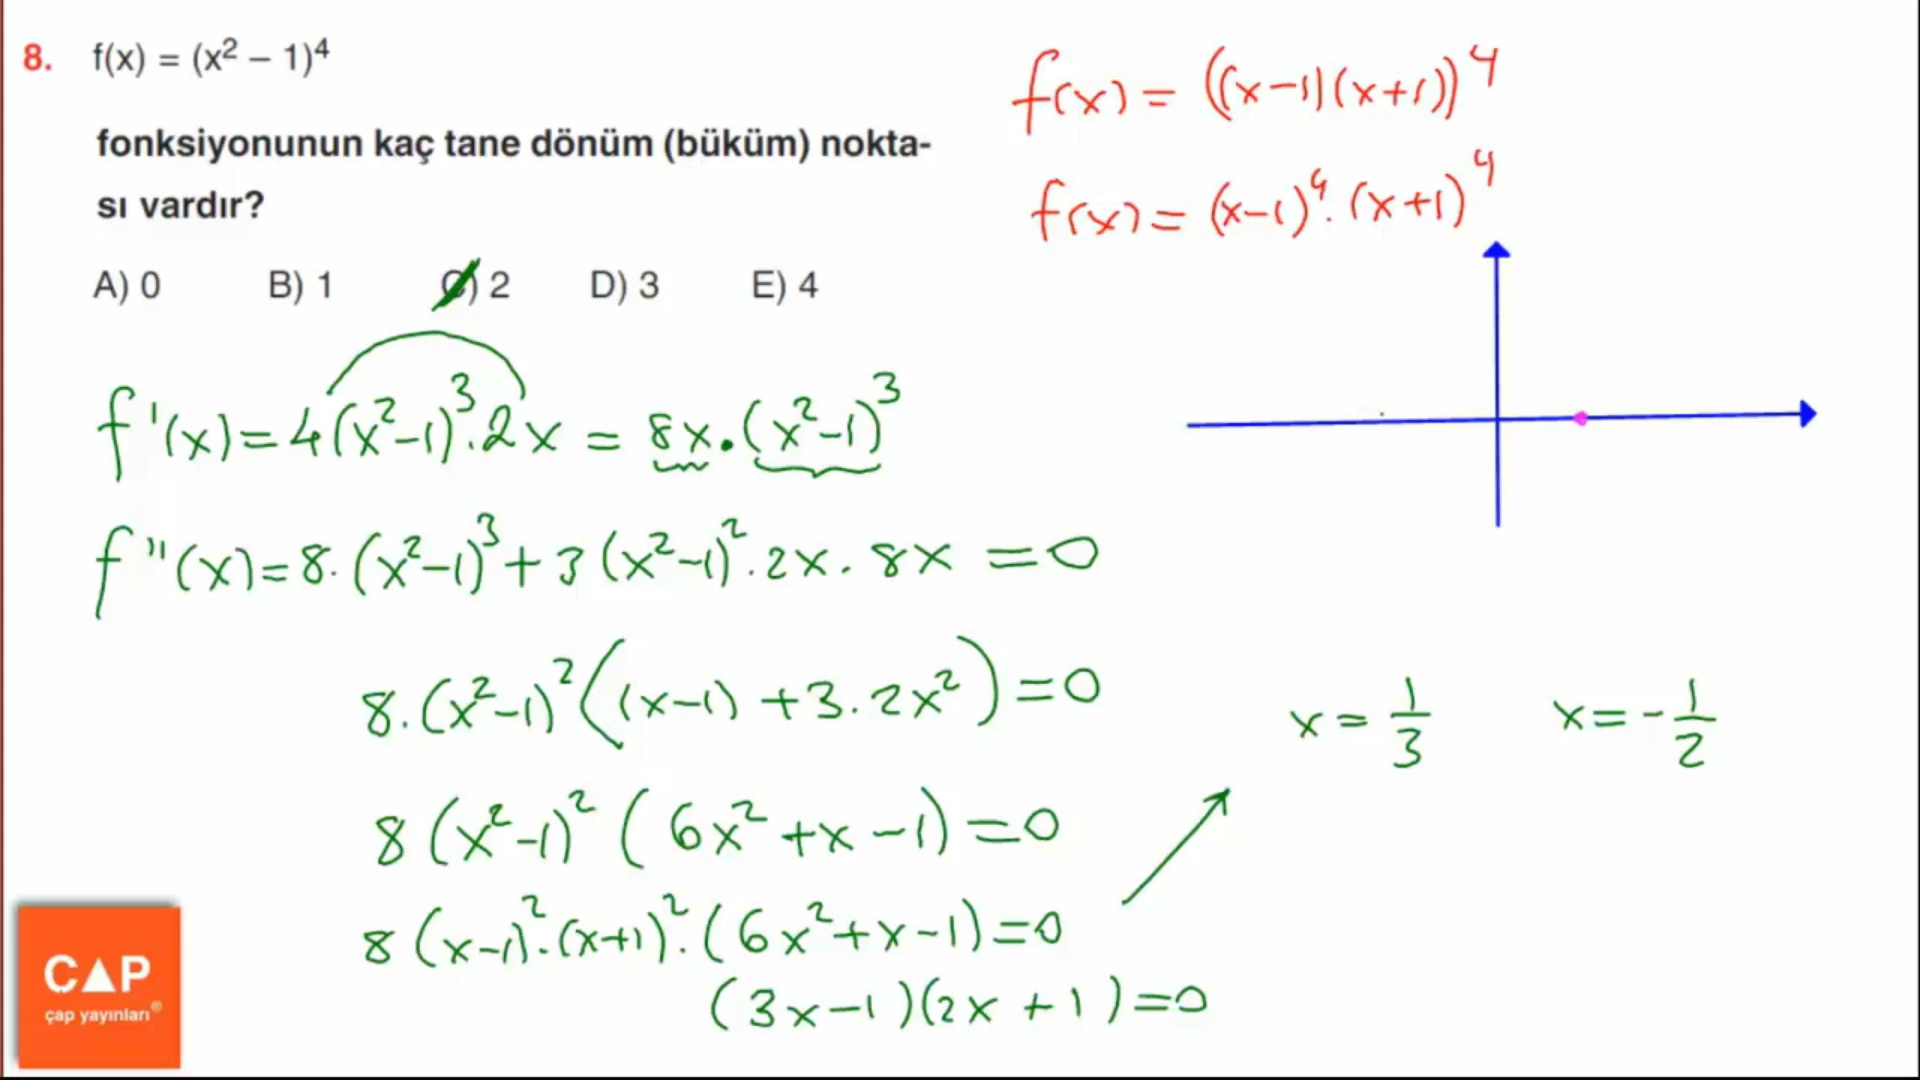 8. f(x) = (x² – 1)⁴
fonksiyonunun kaç tane dönüm (büküm) nokta-
sı vardır?
A) 0 B) 1 C) 2 D) 3 E) 4
f(x) = ((x-1)(x+1))⁴
f(x) = (x-1)⁴.(x+1)⁴
f'(x)=4(x²-1)³.2x = 8x.(x²-1)³
f''(x)=8.(x²-1)³+3(x²-1)².2x.8x =0
8.(x²-1)²((x-1)+3.2x²)=0
x = 1/3 x = -1/2
8(x²-1)²(6x²+x-1)=0
8(x-1)².(x+1)².(6x²+x-1)=0
(3x-1)(2x+1)=0
ÇAP
çap yayınları®